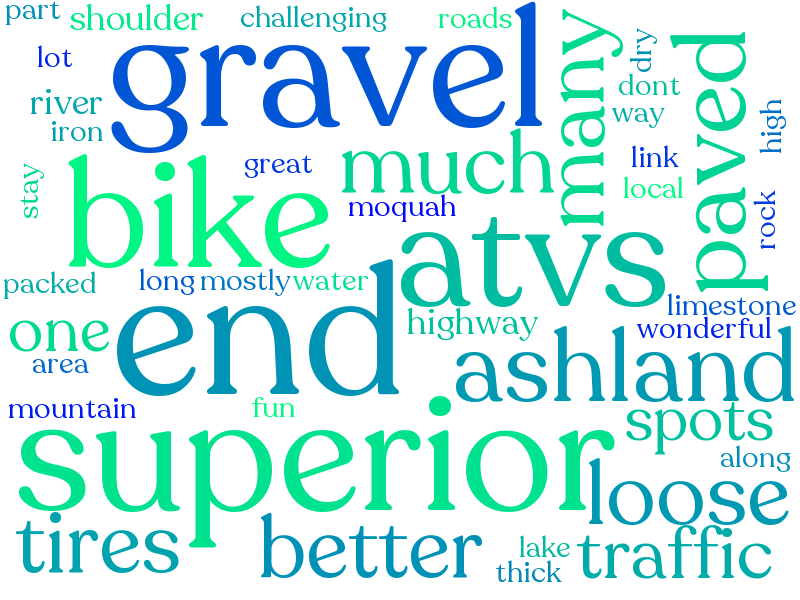 part
shoulder
challenging
roads
gravel
many
dry
paved
lot
dont
river
way
high
iron
much
link
great
stay
bike
local
moquah
rock
atvs
packed
long
mostly
water
end
limestone
one
highway
wonderful
area
ashland
mountain
fun
superior
spots
along
loose
tires
better
lake
traffic
thick